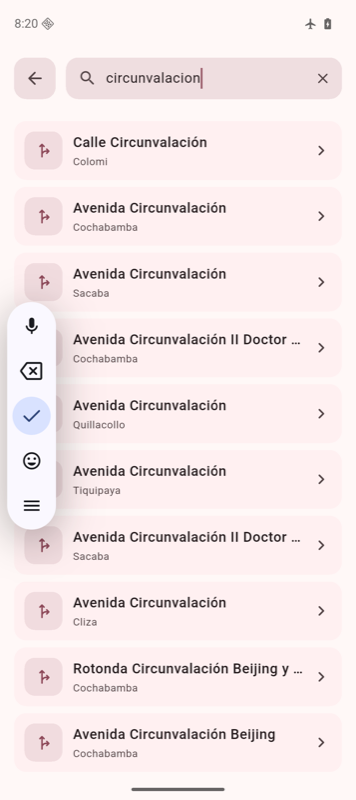 8:20
circunvalacion
Calle Circunvalación
Colomi
Avenida Circunvalación
Cochabamba
Avenida Circunvalación
Sacaba
Avenida Circunvalación II Doctor ...
Cochabamba
Avenida Circunvalación
Quillacollo
Avenida Circunvalación
Tiquipaya
Avenida Circunvalación II Doctor ...
Sacaba
Avenida Circunvalación
Cliza
Rotonda Circunvalación Beijing y ...
Cochabamba
Avenida Circunvalación Beijing
Cochabamba